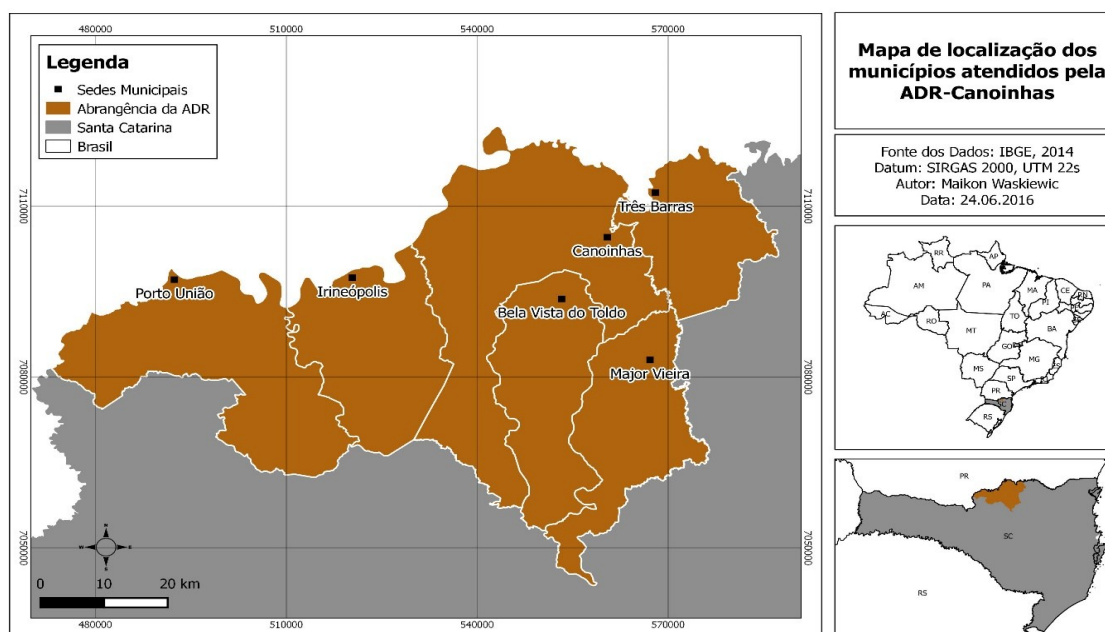 480000
510000
540000
570000
Legenda
Sedes Municipais
Abrangência da ADR
Santa Catarina
Brasil
7110000
7080000
7050000
7110000
7080000
7050000
Três Barras
Canoinhas
Porto União
Irineópolis
Bela Vista do Toldo
Major Vieira
N
W
E
S
0
10
20 km
480000
510000
540000
570000
Mapa de localização dos
municípios atendidos pela
ADR-Canoinhas
Fonte dos Dados: IBGE, 2014
Datum: SIRGAS 2000, UTM 22s
Autor: Maikon Waskiewic
Data: 24.06.2016
RR
AP
AM
PA
MA
CE
RN
PI
AC
RO
TO
MT
BA
GO
MG
MS
SP
PR
SC
RS
PR
SC
RS